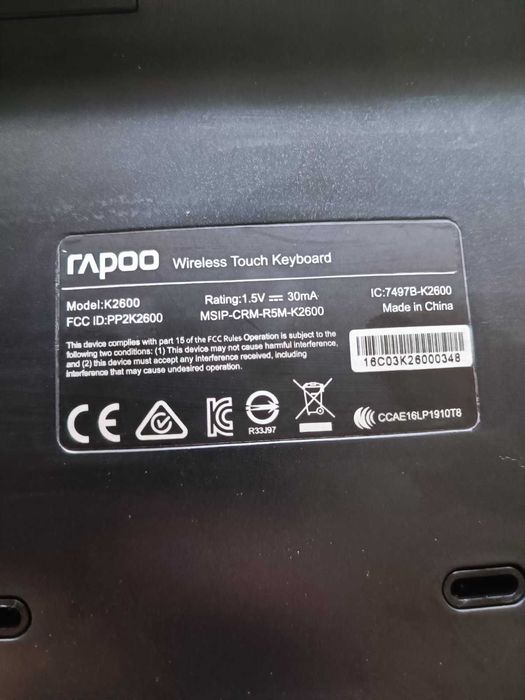 rapoo Wireless Touch Keyboard
Model:K2600 Rating:1.5V ⎓ 30mA IC:7497B-K2600
FCC ID:PP2K2600 MSIP-CRM-R5M-K2600 Made in China
This device complies with part 15 of the FCC Rules Operation is subject to the
following two conditions: (1) This device may not cause harmful interference,
and (2) this device must accept any interference received, including
interference that may cause undesired operation.
16C03K26000348
CE R33J97 CCAE16LP1910T8